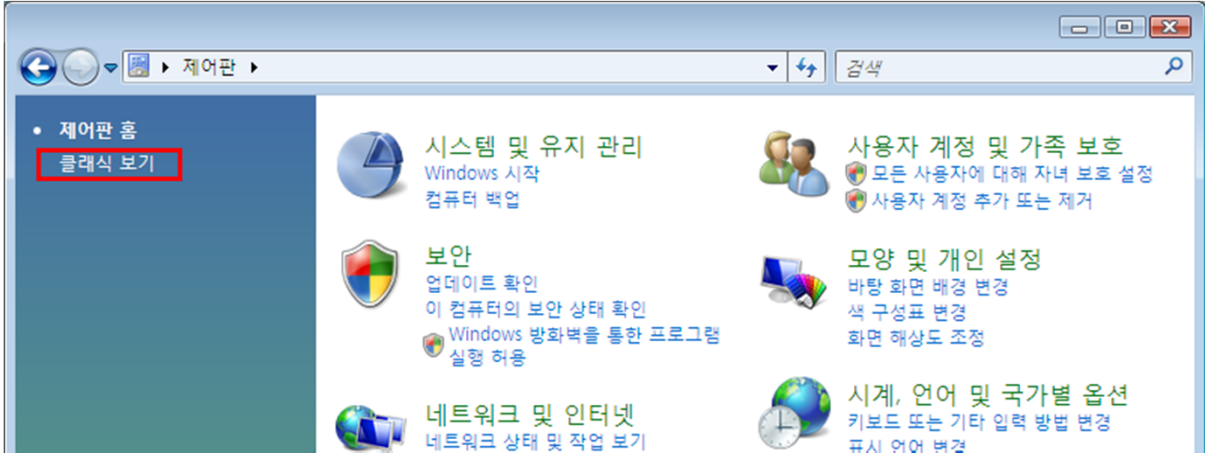 제어판
검색
제어판 홈
클래식 보기
시스템 및 유지 관리
Windows 시작
컴퓨터 백업
보안
업데이트 확인
이 컴퓨터의 보안 상태 확인
Windows 방화벽을 통한 프로그램
실행 허용
네트워크 및 인터넷
네트워크 상태 및 작업 보기
사용자 계정 및 가족 보호
모든 사용자에 대해 자녀 보호 설정
사용자 계정 추가 또는 제거
모양 및 개인 설정
바탕 화면 배경 변경
색 구성표 변경
화면 해상도 조정
시계, 언어 및 국가별 옵션
키보드 또는 기타 입력 방법 변경
표시 언어 변경